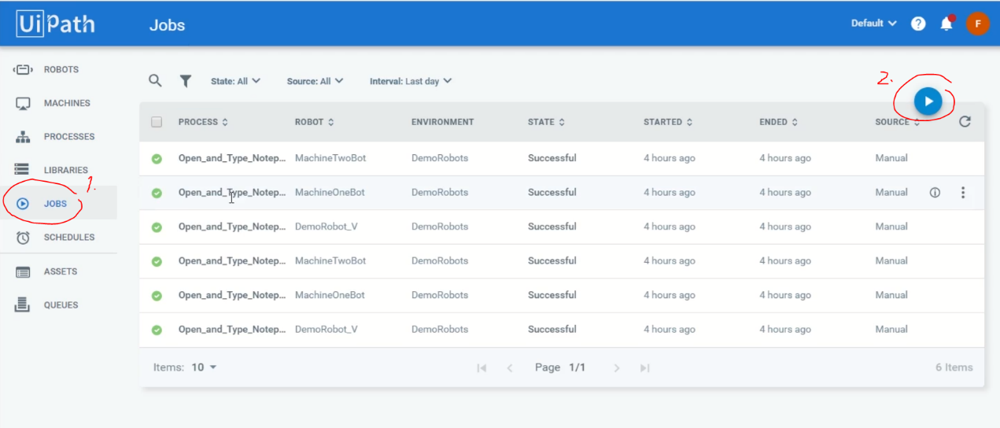 UiPath Jobs Default F
ROBOTS
MACHINES
PROCESSES
LIBRARIES
1.
JOBS
SCHEDULES
ASSETS
QUEUES
State: All Source: All Interval: Last day
2.
PROCESS ROBOT ENVIRONMENT STATE STARTED ENDED SOURCE
Open_and_Type_Notep... MachineTwoBot DemoRobots Successful 4 hours ago 4 hours ago Manual
Open_and_Type_Notep... MachineOneBot DemoRobots Successful 4 hours ago 4 hours ago Manual
Open_and_Type_Notep... DemoRobot_V DemoRobots Successful 4 hours ago 4 hours ago Manual
Open_and_Type_Notep... MachineTwoBot DemoRobots Successful 4 hours ago 4 hours ago Manual
Open_and_Type_Notep... MachineOneBot DemoRobots Successful 4 hours ago 4 hours ago Manual
Open_and_Type_Notep... DemoRobot_V DemoRobots Successful 4 hours ago 4 hours ago Manual
Items: 10 Page 1/1 6 Items